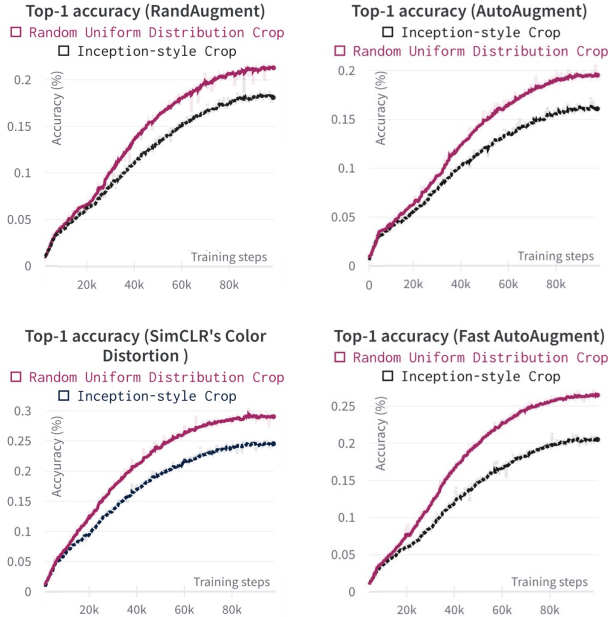 Top-1 accuracy (RandAugment)
Random Uniform Distribution Crop
Inception-style Crop
Accuracy (%)
0.2
0.15
0.1
0.05
0
Training steps
20k 40k 60k 80k
Top-1 accuracy (AutoAugment)
Inception-style Crop
Random Uniform Distribution Crop
Accuracy (%)
0.2
0.15
0.1
0.05
0
Training steps
0 20k 40k 60k 80k
Top-1 accuracy (SimCLR's Color
Distortion )
Random Uniform Distribution Crop
Inception-style Crop
Accyuracy (%)
0.3
0.25
0.2
0.15
0.1
0.05
0
Training steps
20k 40k 60k 80k
Top-1 accuracy (Fast AutoAugment)
Random Uniform Distribution Crop
Inception-style Crop
Accuracy (%)
0.25
0.2
0.15
0.1
0.05
0
Training steps
20k 40k 60k 80k